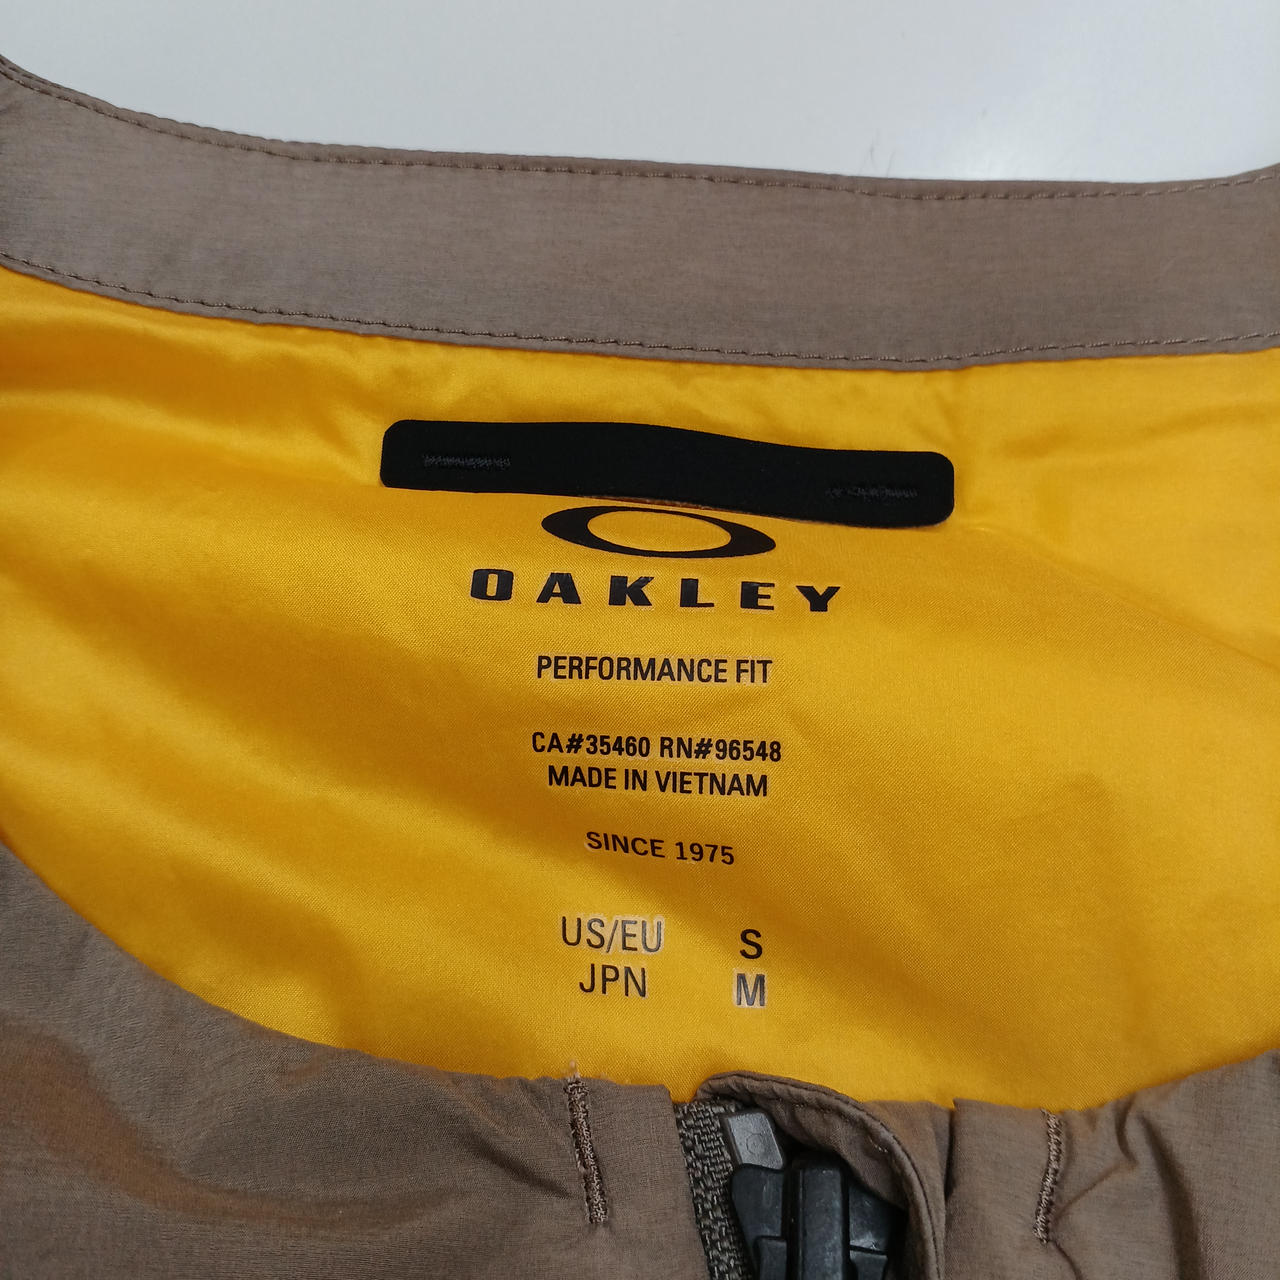 OAKLEY
PERFORMANCE FIT
CA#35460 RN#96548
MADE IN VIETNAM
SINCE 1975
US/EU S
JPN M